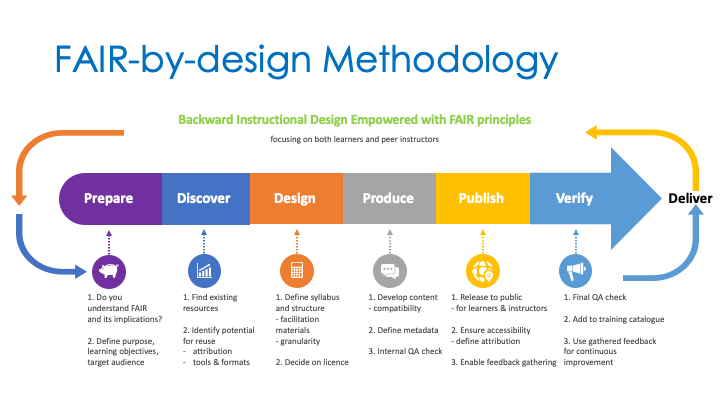 FAIR-by-design Methodology
Backward Instructional Design Empowered with FAIR principles
focusing on both learners and peer instructors
Prepare
Discover
Design
Produce
Publish
Verify
Deliver
1. Do you
understand FAIR
and its implications?
2. Define purpose,
learning objectives,
target audience
1. Find existing
resources
2. Identify potential
for reuse
- attribution
- tools & formats
1. Define syllabus
and structure
- facilitation
materials
- granularity
2. Decide on licence
1. Develop content
- compatibility
2. Define metadata
3. Internal QA check
1. Release to public
- for learners & instructors
2. Ensure accessibility
- define attribution
3. Enable feedback gathering
1. Final QA check
2. Add to training catalogue
3. Use gathered feedback
for continuous
improvement